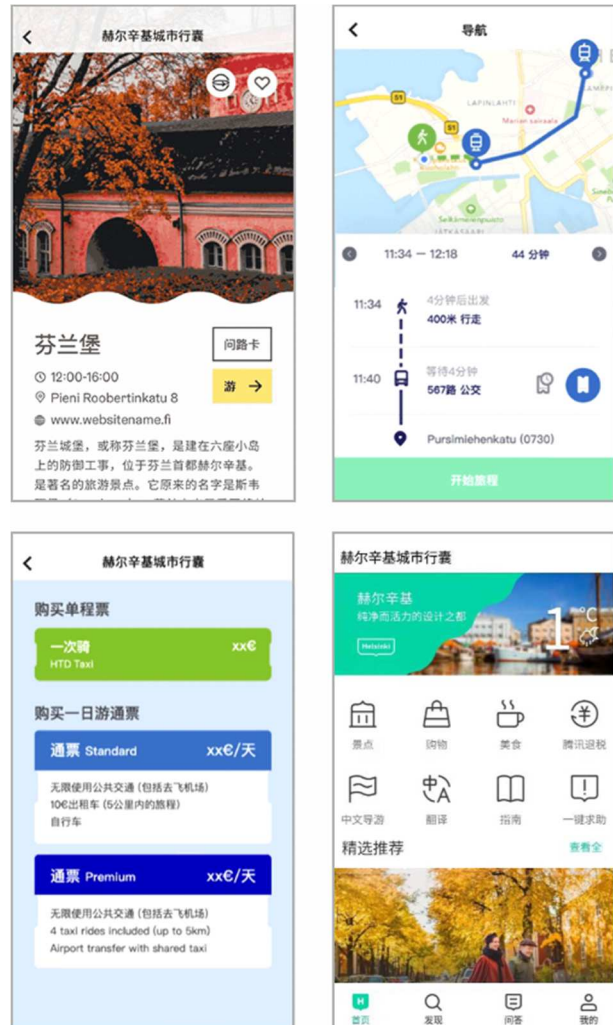 赫尔辛基城市行囊
芬兰堡
问路卡
12:00-16:00
游 →
Pieni Roobertinkatu 8
www.websitename.fi
芬兰城堡，或称芬兰堡，是建在六座小岛
上的防御工事，位于芬兰首都赫尔辛基。
是著名的旅游景点。它原来的名字是斯韦
导航
51
LAPINLAHTI
Marian sairaala
51
Selkämerenpuisto
JÄTKÄSAARI
11:34 — 12:18
44 分钟
11:34
4分钟后出发
400米 行走
11:40
等待4分钟
567路 公交
Pursimiehenkatu (0730)
开始旅程
赫尔辛基城市行囊
购买单程票
一次骑
xx€
HTD Taxi
购买一日游通票
通票 Standard
xx€/天
无限使用公共交通 (包括去飞机场)
10€出租车 (5公里内的旅程)
自行车
通票 Premium
xx€/天
无限使用公共交通 (包括去飞机场)
4 taxi rides included (up to 5km)
Airport transfer with shared taxi
赫尔辛基城市行囊
赫尔辛基
纯净而活力的设计之都
Helsinki
1 °C
景点 购物 美食 腾讯退税
中文导游 翻译 指南 一键求助
精选推荐
查看全
首页 发现 问答 我的